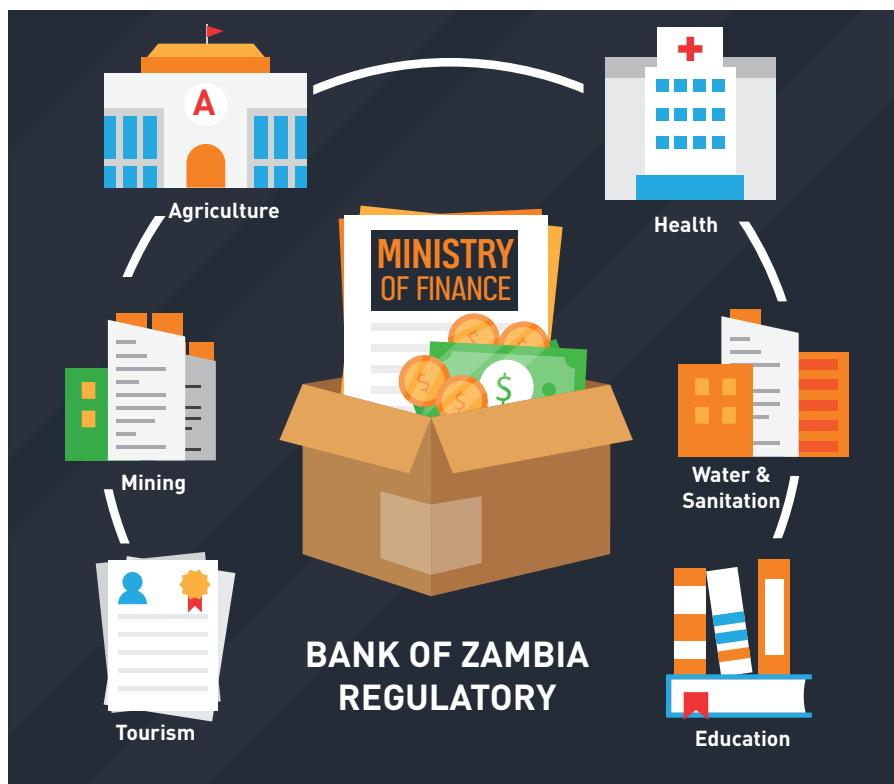 A
Agriculture
Health
MINISTRY
OF FINANCE
$
$
$
$
$
Mining
Water &
Sanitation
BANK OF ZAMBIA
REGULATORY
Tourism
Education